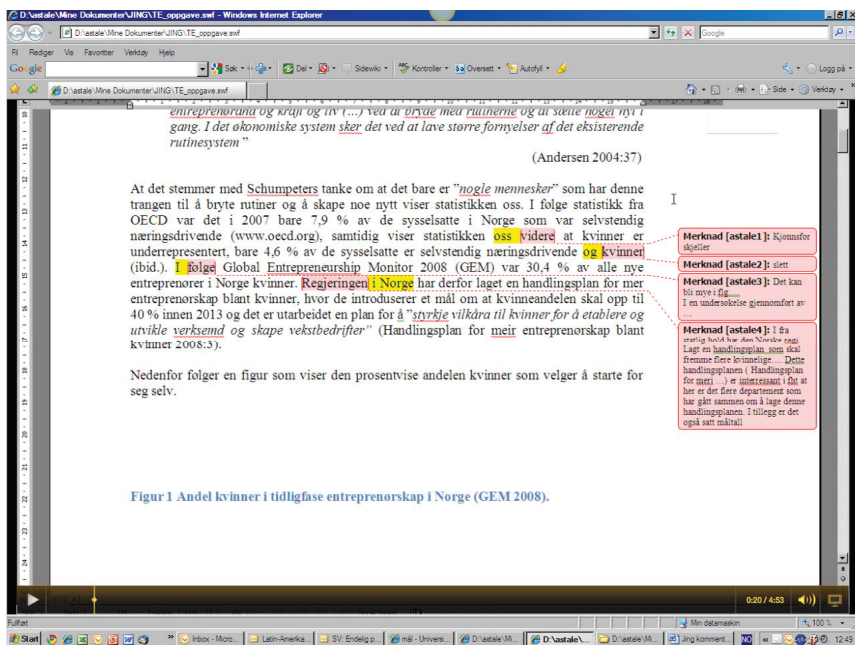 D:\astale\Mine Dokumenter\JING\TE_oppgave.swf - Windows Internet Explorer
D:\astale\Mine Dokumenter\JING\TE_oppgave.swf
Google
Fil Rediger Vis Favoritter Verktøy Hjelp
Google Søk Del Sidewiki Kontroller Oversett Autofyll Logg på
D:\astale\Mine Dokumenter\JING\TE_oppgave.swf Side Verktøy
entreprenørånd og kraft og liv (...) ved at bryde med rutinerne og at sætte noget nyt i
gang. I det økonomiske system sker det ved at lave større fornyelser af det eksisterende
rutinesystem"
(Andersen 2004:37)
At det stemmer med Schumpeters tanke om at det bare er "nogle mennesker" som har denne
trangen til å bryte rutiner og å skape noe nytt viser statistikken oss. I følge statistikk fra
OECD var det i 2007 bare 7,9 % av de sysselsatte i Norge som var selvstendig
næringsdrivende (www.oecd.org), samtidig viser statistikken oss videre at kvinner er
underrepresentert, bare 4,6 % av de sysselsatte er selvstendig næringsdrivende og kvinner
(ibid.). I følge Global Entrepreneurship Monitor 2008 (GEM) var 30,4 % av alle nye
entreprenører i Norge kvinner. Regjeringen i Norge har derfor laget en handlingsplan for mer
entreprenørskap blant kvinner, hvor de introduserer et mål om at kvinneandelen skal opp til
40 % innen 2013 og det er utarbeidet en plan for å "styrkje vilkåra til kvinner for å etablere og
utvikle verksemd og skape vekstbedrifter" (Handlingsplan for meir entreprenørskap blant
kvinner 2008:3).
Nedenfor følger en figur som viser den prosentvise andelen kvinner som velger å starte for
seg selv.
Figur 1 Andel kvinner i tidligfase entreprenørskap i Norge (GEM 2008).
Merknad [astale1]: Kjønnsfor
skjeller
Merknad [astale2]: slett
Merknad [astale3]: Det kan
bli mye i flg....
I en undersøkelse gjennomført av
...
Merknad [astale4]: I fra
statlig hold har den Norske regj
Lagt en handlingsplan som skal
fremme flere kvinnelige.... Dette
handlingsplanen ( Handlingsplan
for meri ...) er interressant i fht at
her er det flere departement som
har gått sammen om å lage denne
handlingsplanen. I tillegg er det
også satt måltall
0:20 / 4:53
Fullført Min datamaskin 100 %
Start Inbox - Micro... Latin-Amerika... SV: Endelig p... mål - Universi... D:\astale\Mi... D:\astale\... D:\astale\Mi... Jing komment... NO 12:49